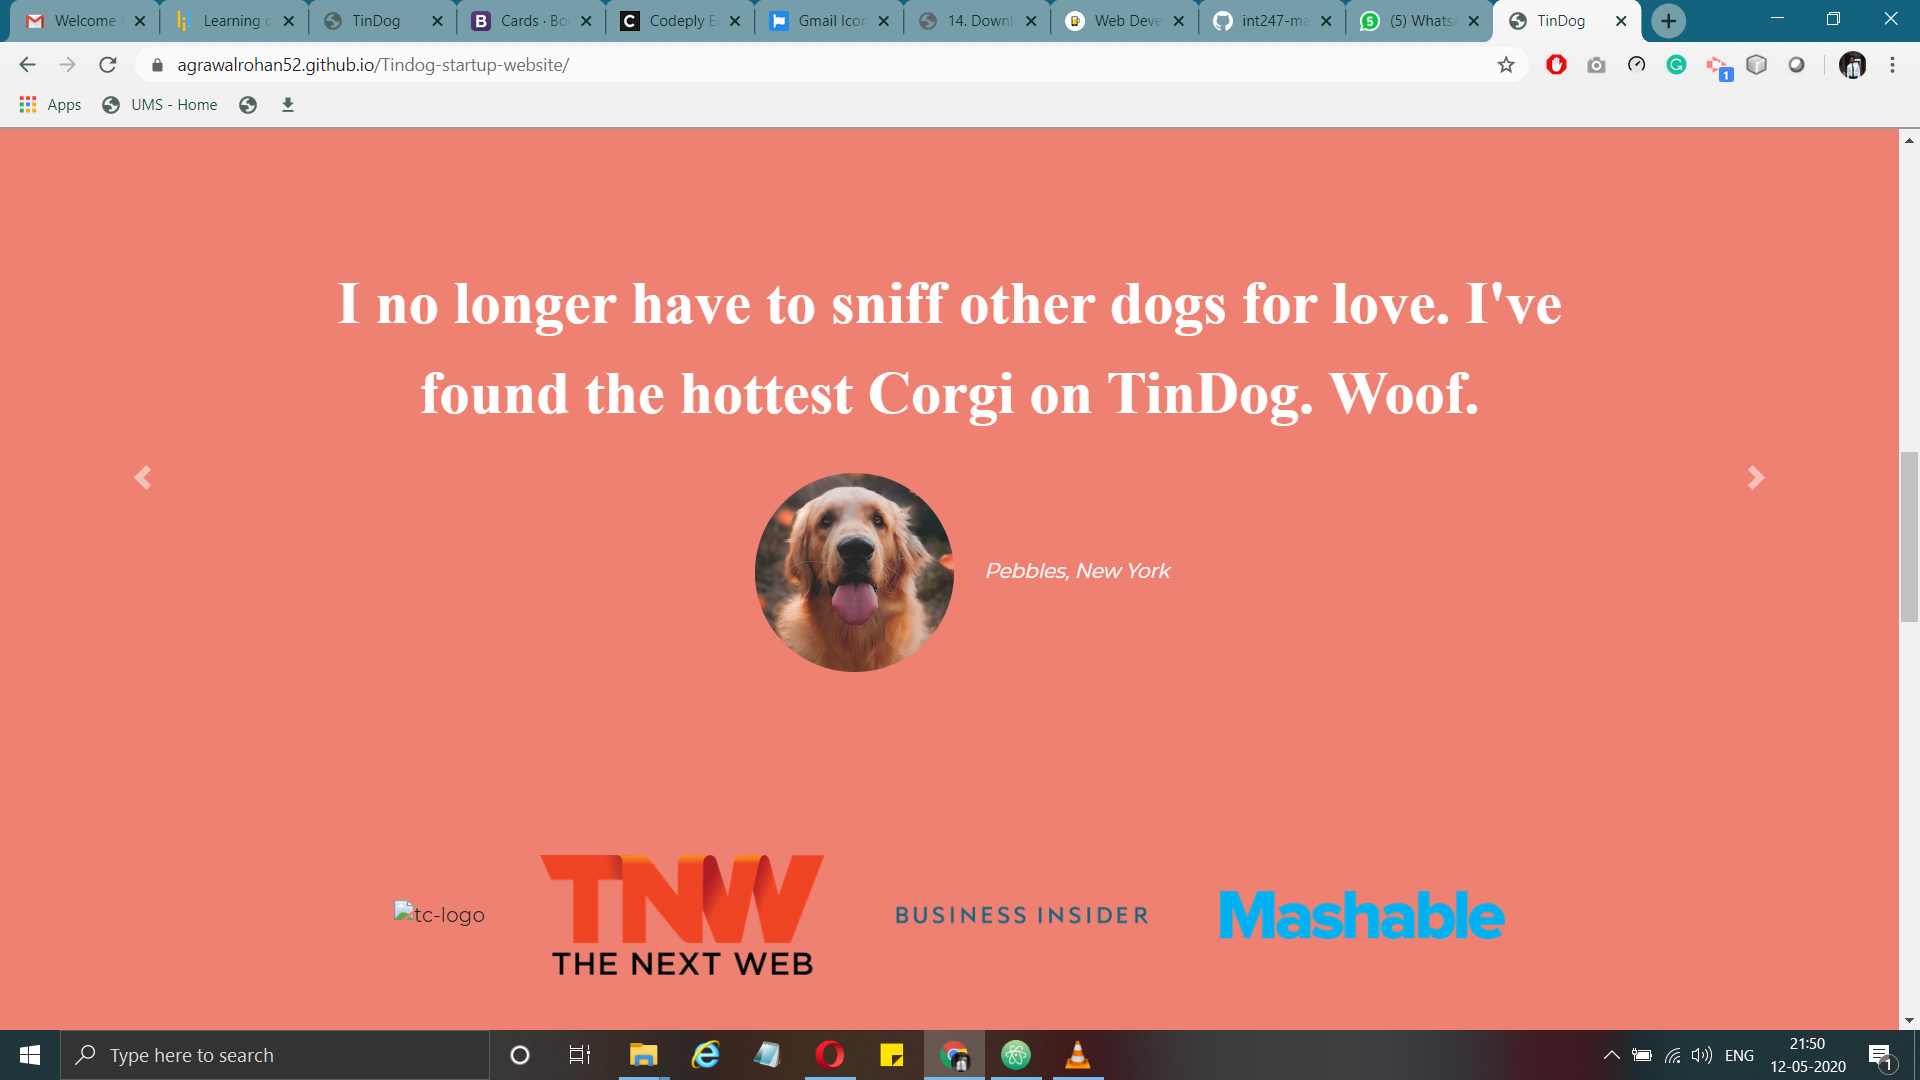 Welcome t
Learning o
TinDog
Cards · Bo
Codeply E
Gmail Icon
14. Downl
Web Deve
int247-ma
(5) WhatsA
TinDog
agrawalrohan52.github.io/Tindog-startup-website/
1
Apps
UMS - Home
I no longer have to sniff other dogs for love. I've
found the hottest Corgi on TinDog. Woof.
Pebbles, New York
tc-logo
TNW
THE NEXT WEB
BUSINESS INSIDER
Mashable
Type here to search
ENG
21:50
12-05-2020
1